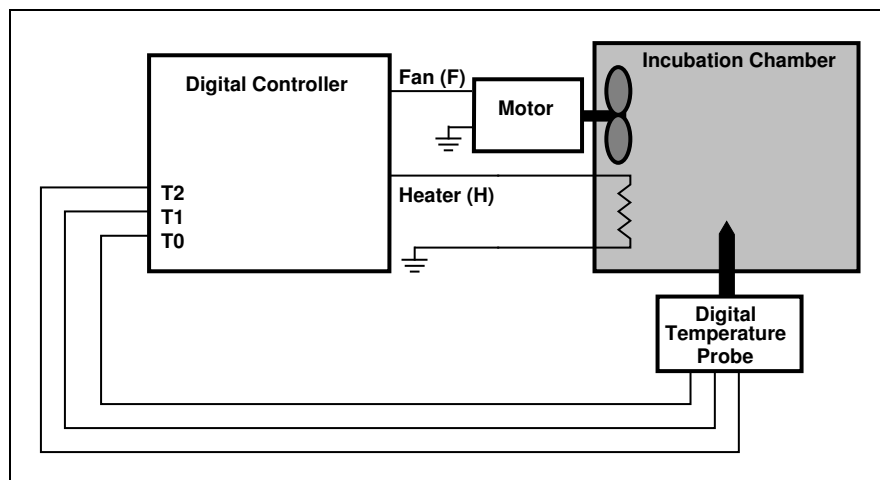 Digital Controller
Fan (F)
Motor
Incubation Chamber
Heater (H)
T2
T1
T0
Digital
Temperature
Probe